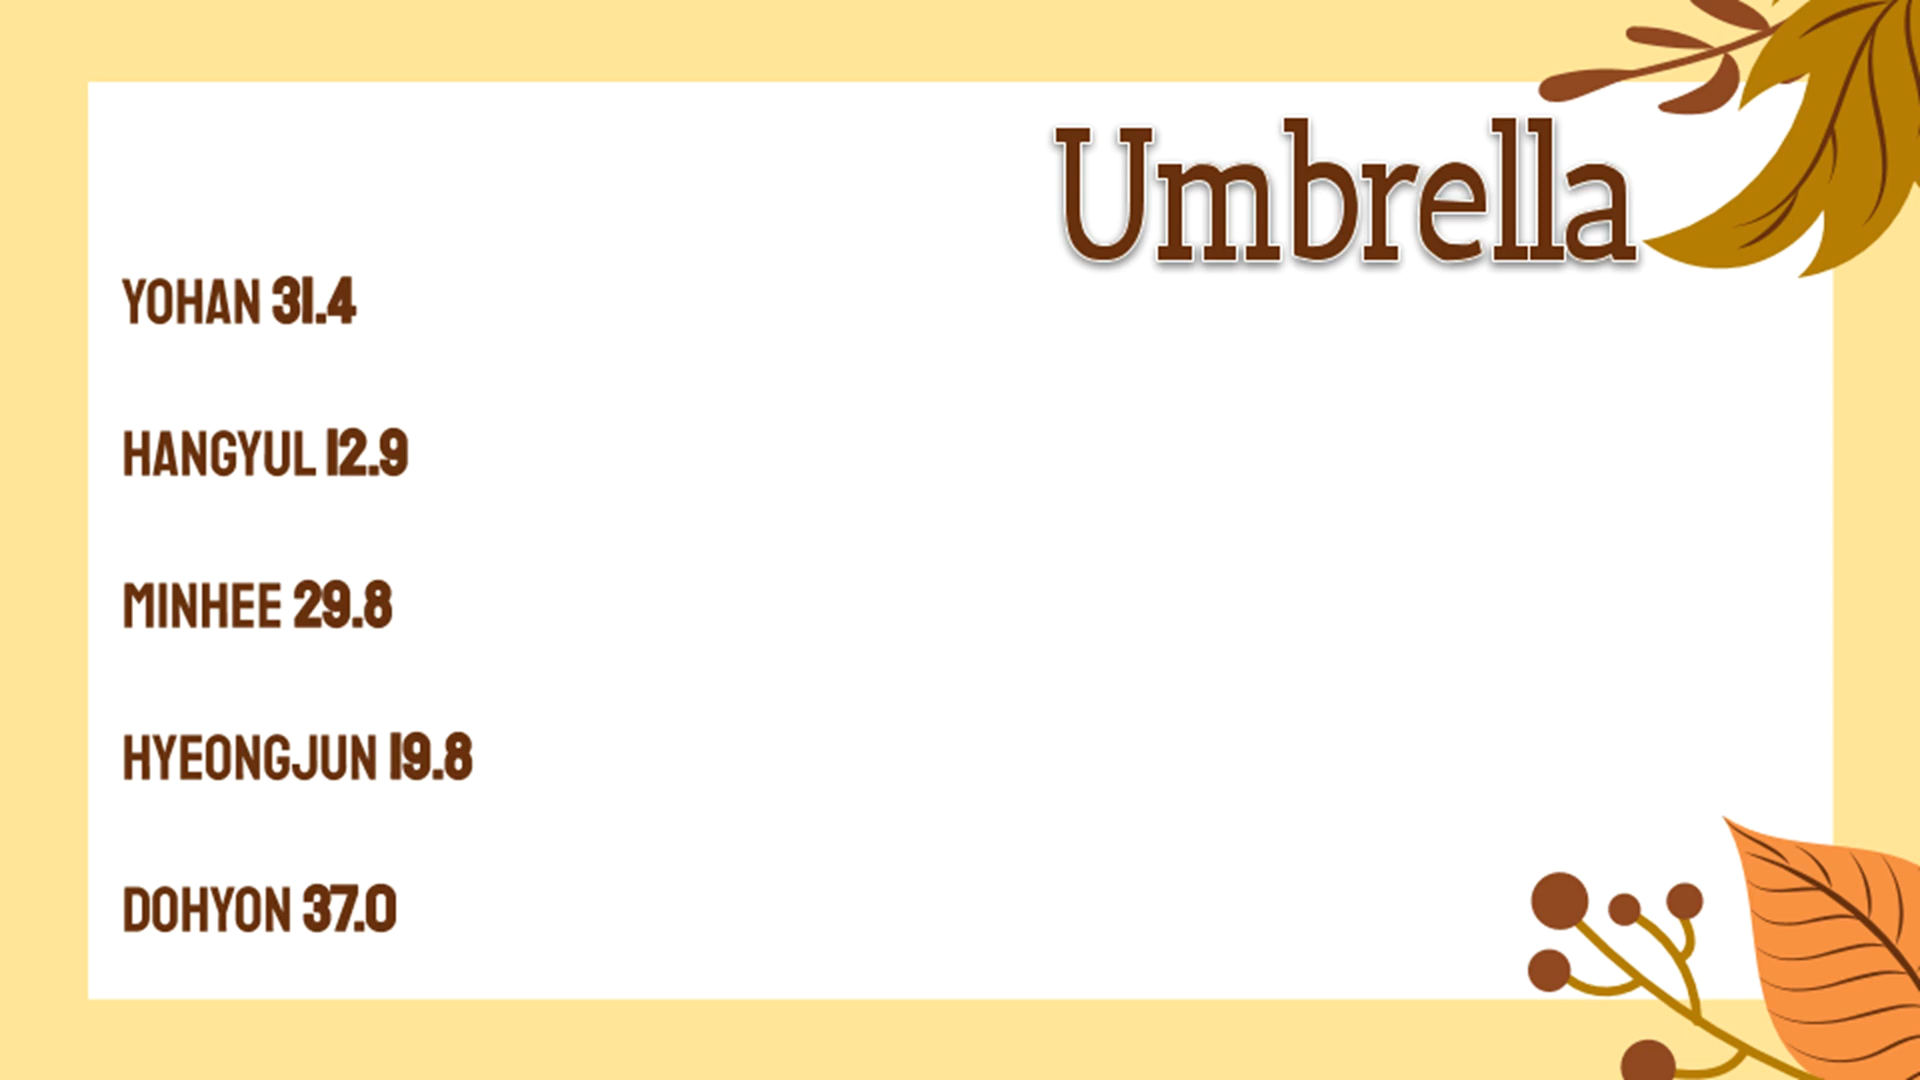 Umbrella
YOHAN 31.4
HANGYUL 12.9
MINHEE 29.8
HYEONGJUN 19.8
DOHYON 37.0